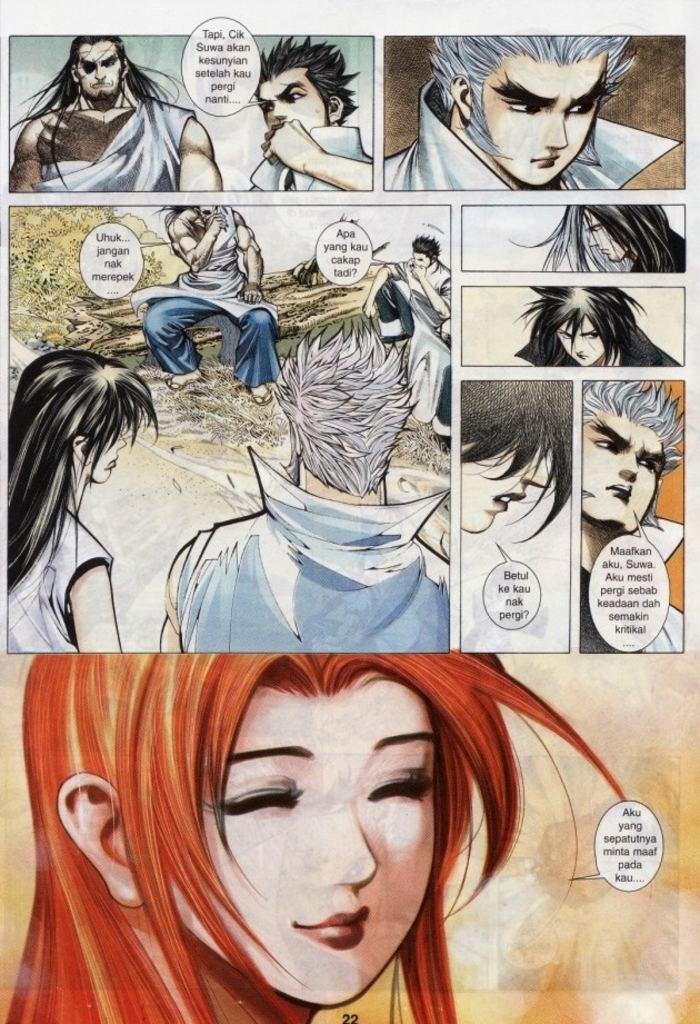 Tapi, Cik
Suwa akan
kesunyian
setelah kau
pergi
nanti....
Uhuk...
jangan
nak
merepek
....
Apa
yang kau
cakap
tadi?
Betul
ke kau
nak
pergi?
Maafkan
aku, Suwa.
Aku mesti
pergi sebab
keadaan dah
semakin
kritikal
....
Aku
yang
sepatutnya
minta maaf
pada
kau....
22